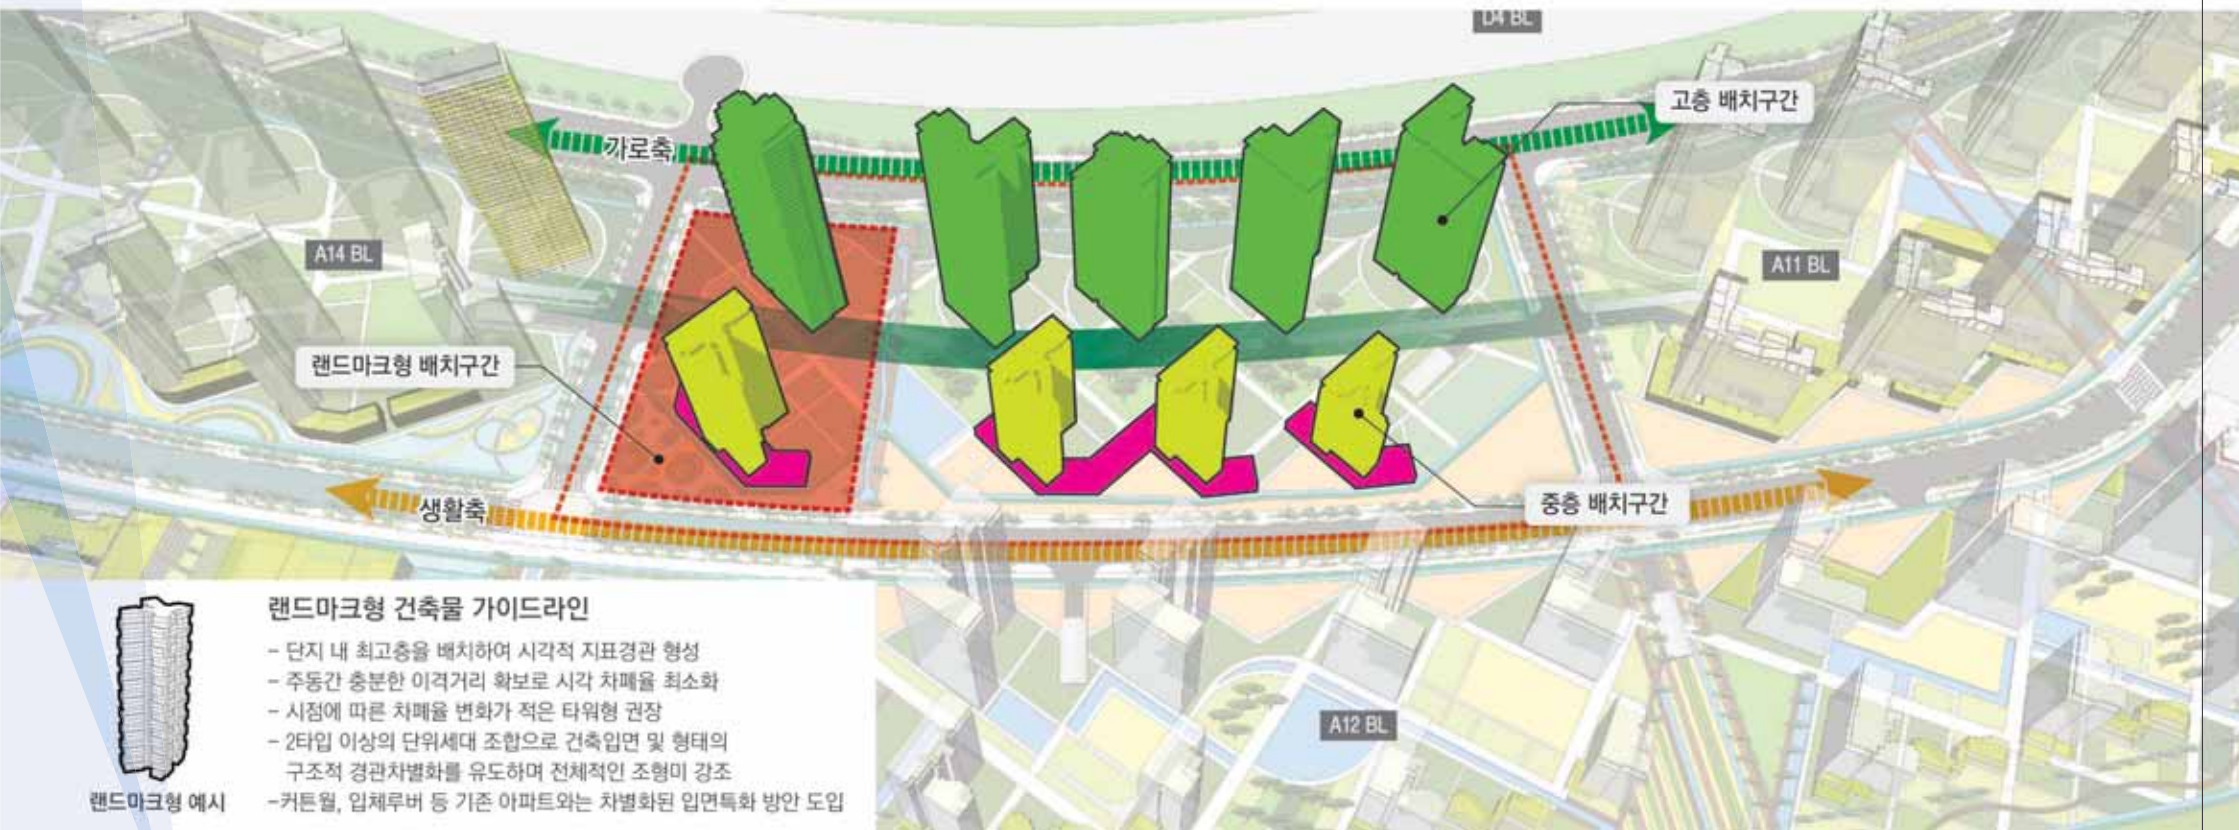 D4 BL
고층 배치구간
가로축
A14 BL
A11 BL
랜드마크형 배치구간
생활축
중층 배치구간
랜드마크형 건축물 가이드라인
- 단지 내 최고층을 배치하여 시각적 지표경관 형성
- 주동간 충분한 이격거리 확보로 시각 차폐율 최소화
- 시점에 따른 차폐율 변화가 적은 타워형 권장
- 2타입 이상의 단위세대 조합으로 건축입면 및 형태의
구조적 경관차별화를 유도하며 전체적인 조형미 강조
-커튼월, 입체루버 등 기존 아파트와는 차별화된 입면특화 방안 도입
랜드마크형 예시
A12 BL